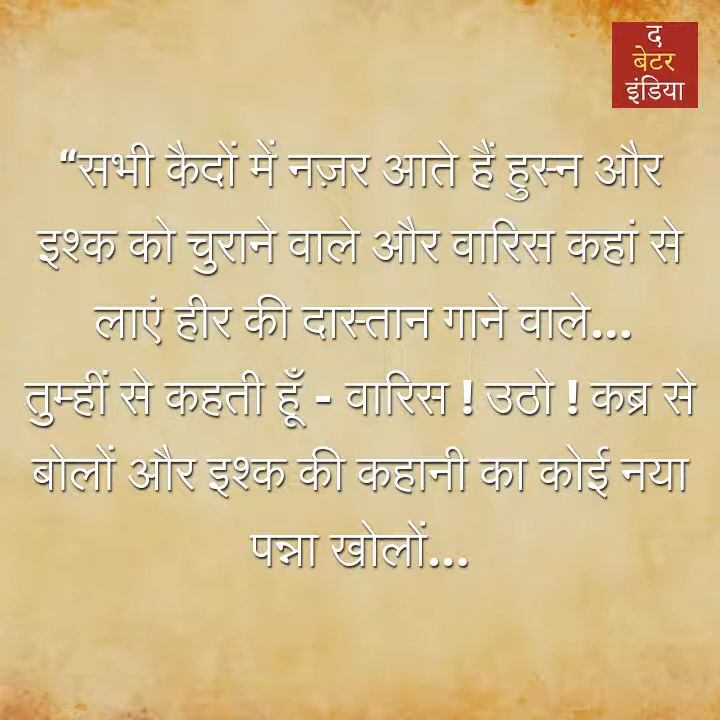 द
बेटर
इंडिया
“सभी कैदों में नज़र आते हैं हुस्न और
इश्क को चुराने वाले और वारिस कहां से
लाएं हीर की दास्तान गाने वाले...
तुम्हीं से कहती हूँ - वारिस ! उठो ! कब्र से
बोलों और इश्क की कहानी का कोई नया
पन्ना खोलों...